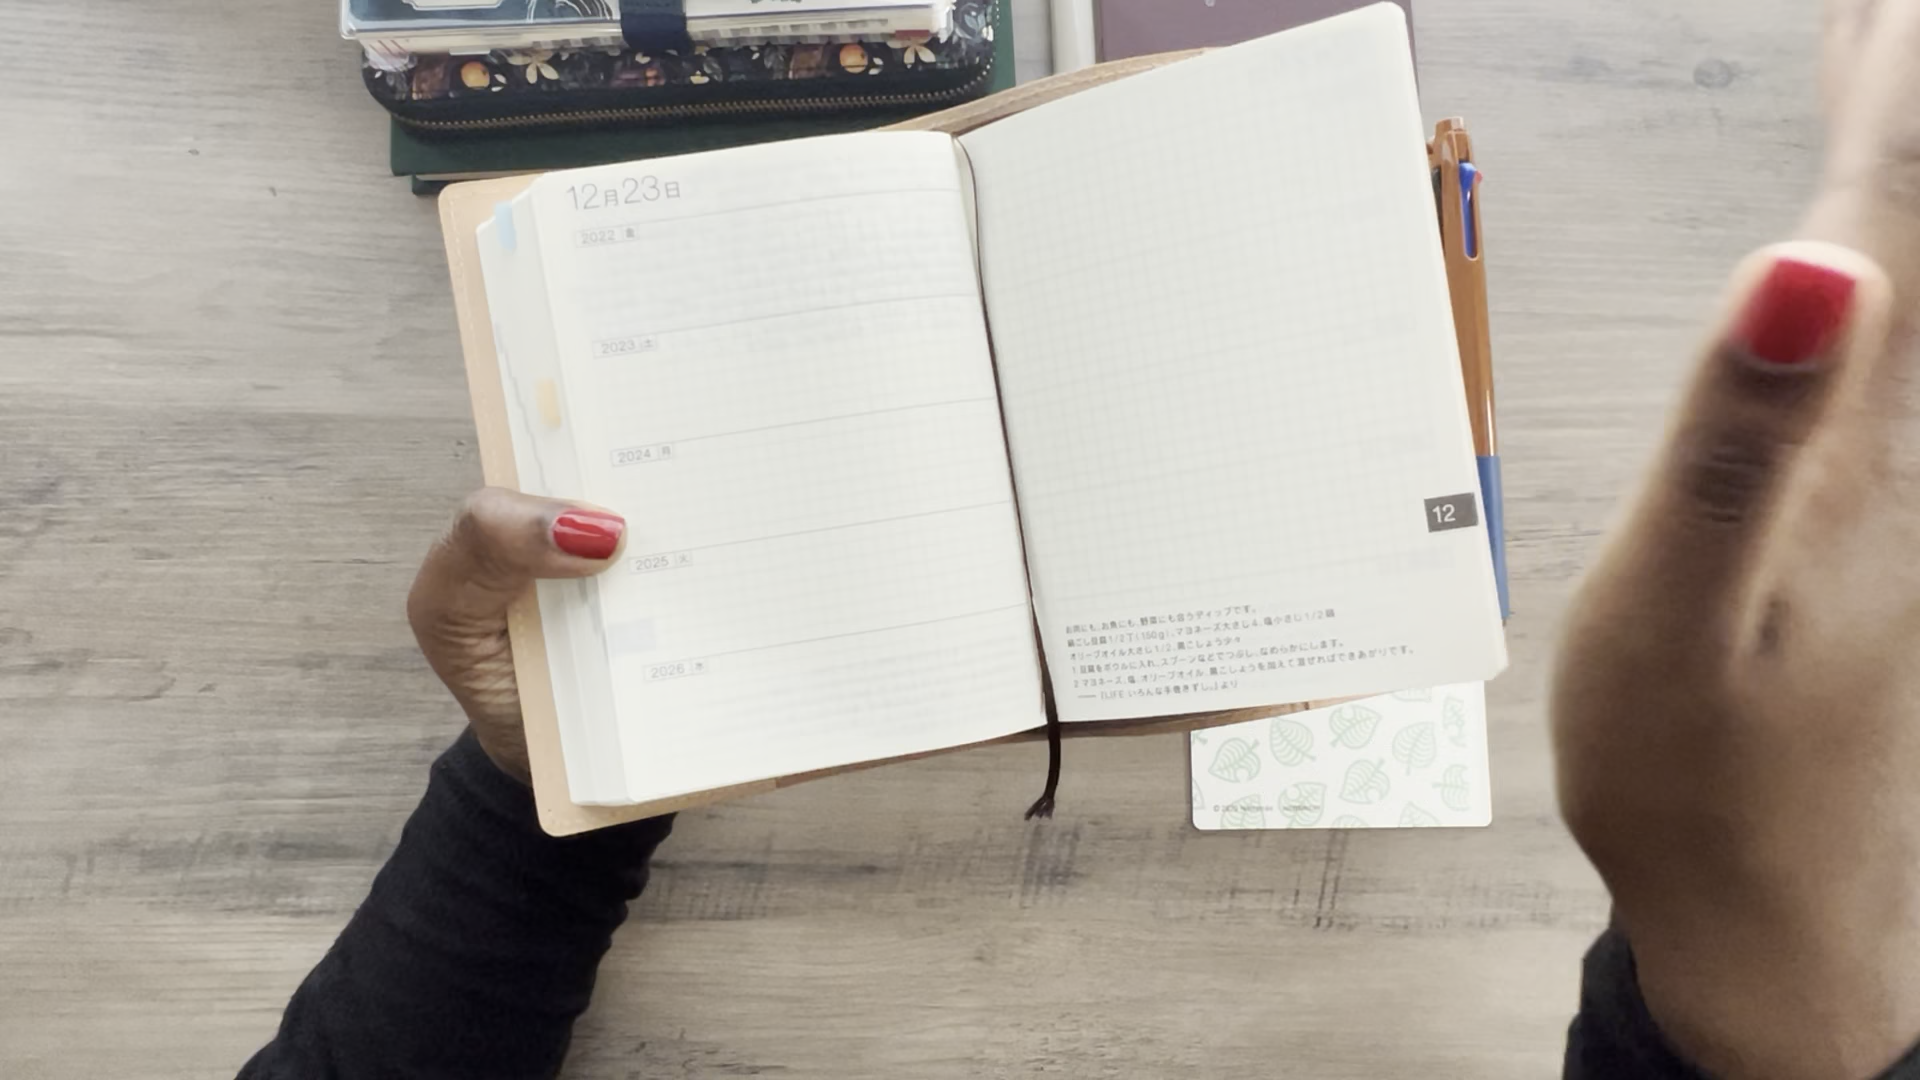 12月23日
2022 金
2023 土
2024 月
2025 火
2026 水
12
お肉にも、お魚にも、野菜にも合うディップです。
絹ごし豆腐1/2丁(150g)、マヨネーズ大さじ4、塩小さじ1/2弱
オリーブオイル大さじ1/2、黒こしょう少々
1 豆腐をボウルに入れ、スプーンなどでつぶし、なめらかにします。
2 マヨネーズ、塩、オリーブオイル、黒こしょうを加えて混ぜればできあがりです。
──『LIFE いろんな手巻きずし。』より